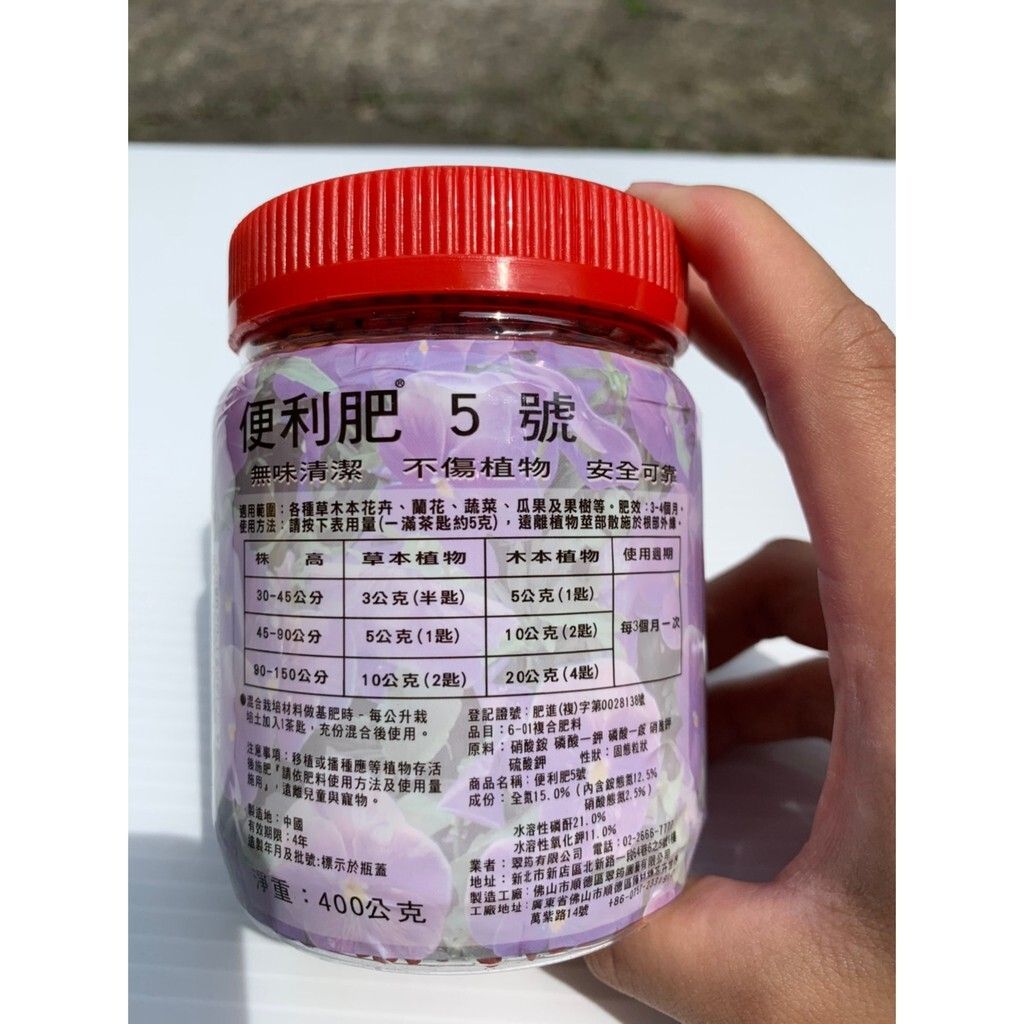 便利肥® 5 號
無味清潔 不傷植物 安全可靠
適用範圍：各種草木本花卉、蘭花、蔬菜、瓜果及果樹等。肥效：3-4個月。
使用方法：請按下表用量(一滿茶匙約5克)，遠離植物莖部散施於根部外緣。
株 高 草本植物 木本植物 使用週期
30-45公分 3公克(半匙) 5公克(1匙)
45-90公分 5公克(1匙) 10公克(2匙) 每3個月一次
90-150公分 10公克(2匙) 20公克(4匙)
●混合栽培材料做基肥時，每公升栽
培土加入1茶匙，充份混合後使用。
注意事項：移植或播種應等植物存活
後施肥『請依肥料使用方法及使用量
施用』，遠離兒童與寵物。
製造地：中國
有效期限：4年
製造年月及批號:標示於瓶蓋
淨重：400公克
登記證號：肥進(複)字第0028138號
品目：6-01複合肥料
原料：硝酸銨 磷酸一鉀 磷酸一銨 硝酸鉀
硫酸鉀 性狀：固態粒狀
商品名稱：便利肥5號
成份：全氮15.0%（內含銨態氮12.5%
硝酸態氮2.5%）
水溶性磷酐21.0%
水溶性氧化鉀11.0%
業者：翠筠有限公司 電話：02-2666-77
地址：新北市新店區北新路一段
製造工廠：佛山市順德區翠筠園藝有限公司
工廠地址：廣東省佛山市順德區 +86-0757-233
萬紫路14號